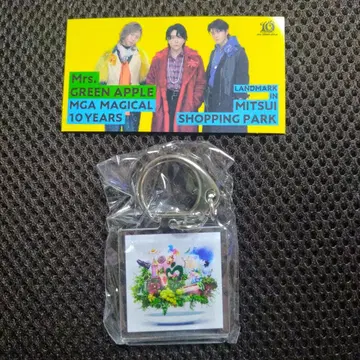 Mrs.
GREEN APPLE
MGA MAGICAL
10 YEARS
LANDMARK
IN
MITSUI
SHOPPING PARK